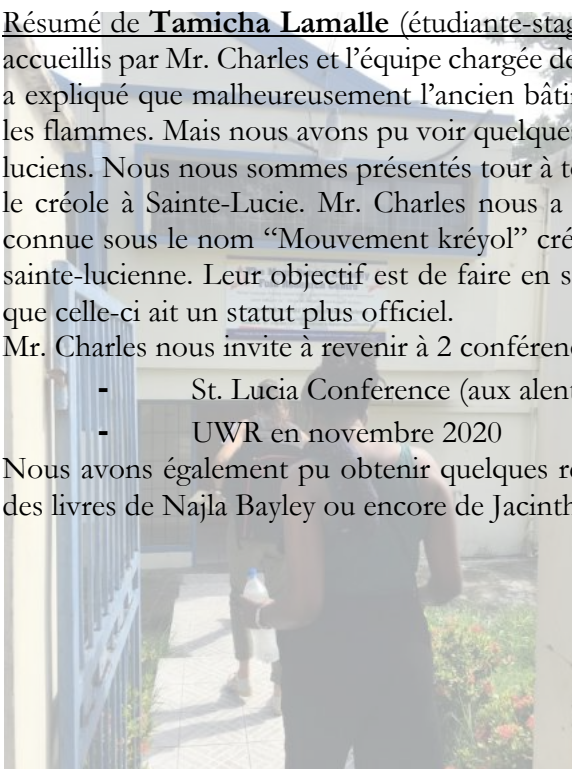 Résumé de Tamicha Lamalle (étudiante-stag
accueillis par Mr. Charles et l’équipe chargée de
a expliqué que malheureusement l’ancien bâtir
les flammes. Mais nous avons pu voir quelque
luciens. Nous nous sommes présentés tour à to
le créole à Sainte-Lucie. Mr. Charles nous a
connue sous le nom “Mouvement kréyol” cré
sainte-lucienne. Leur objectif est de faire en s
que celle-ci ait un statut plus officiel.
Mr. Charles nous invite à revenir à 2 conféren
- St. Lucia Conference (aux alent
- UWR en novembre 2020
Nous avons également pu obtenir quelques r
des livres de Najla Bayley ou encore de Jacinth